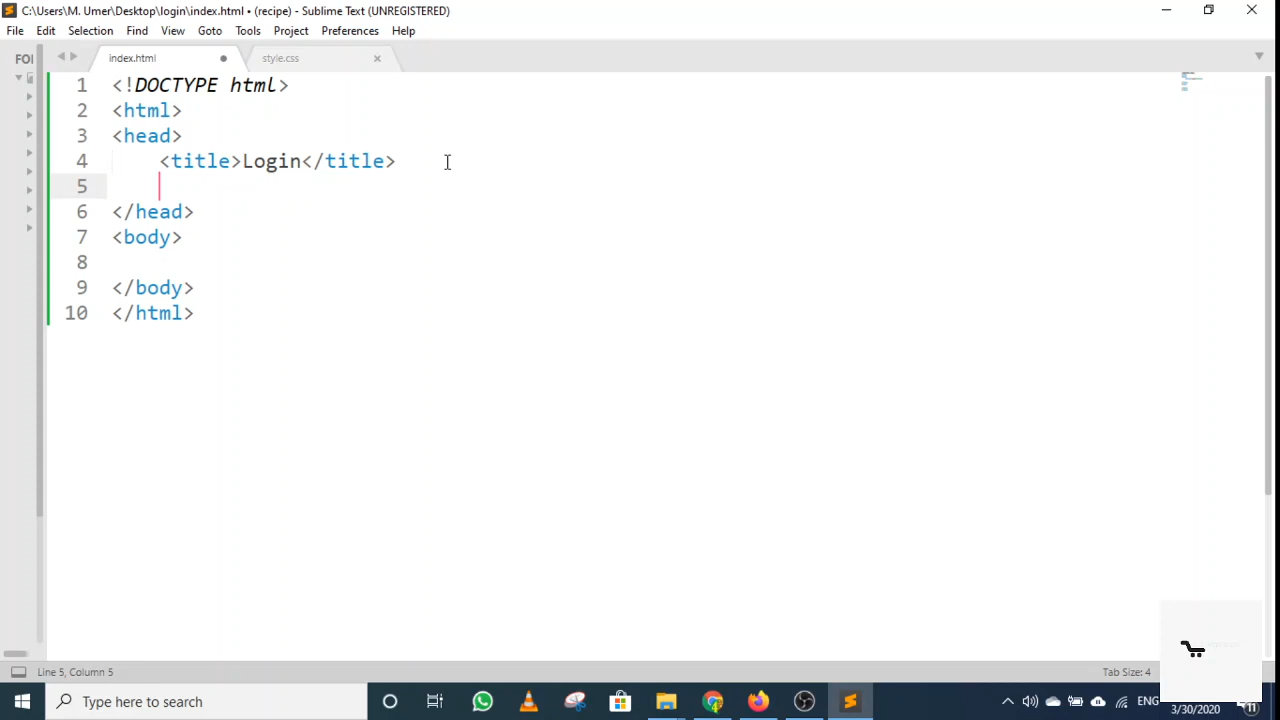 C:\Users\M. Umer\Desktop\login\index.html • (recipe) - Sublime Text (UNREGISTERED)
File Edit Selection Find View Goto Tools Project Preferences Help
FOI
index.html
style.css
1 <!DOCTYPE html>
2 <html>
3 <head>
4 <title>Login</title>
5
6 </head>
7 <body>
8
9 </body>
10 </html>
Line 5, Column 5
Tab Size: 4
Type here to search
ENG
3/30/2020
11